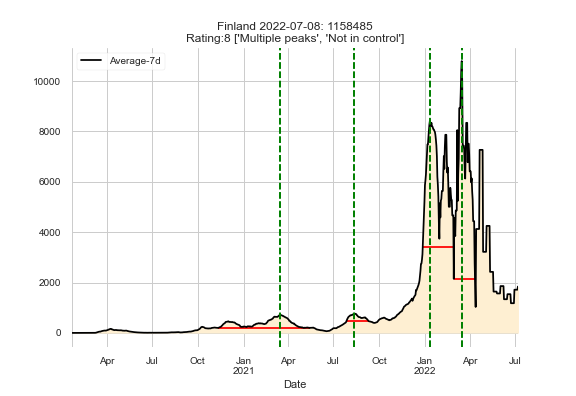 Finland 2022-07-08: 1158485
Rating:8 ['Multiple peaks', 'Not in control']
Average-7d
10000
8000
6000
4000
2000
0
Apr
Jul
Oct
Jan
2021
Apr
Jul
Oct
Jan
2022
Apr
Jul
Date